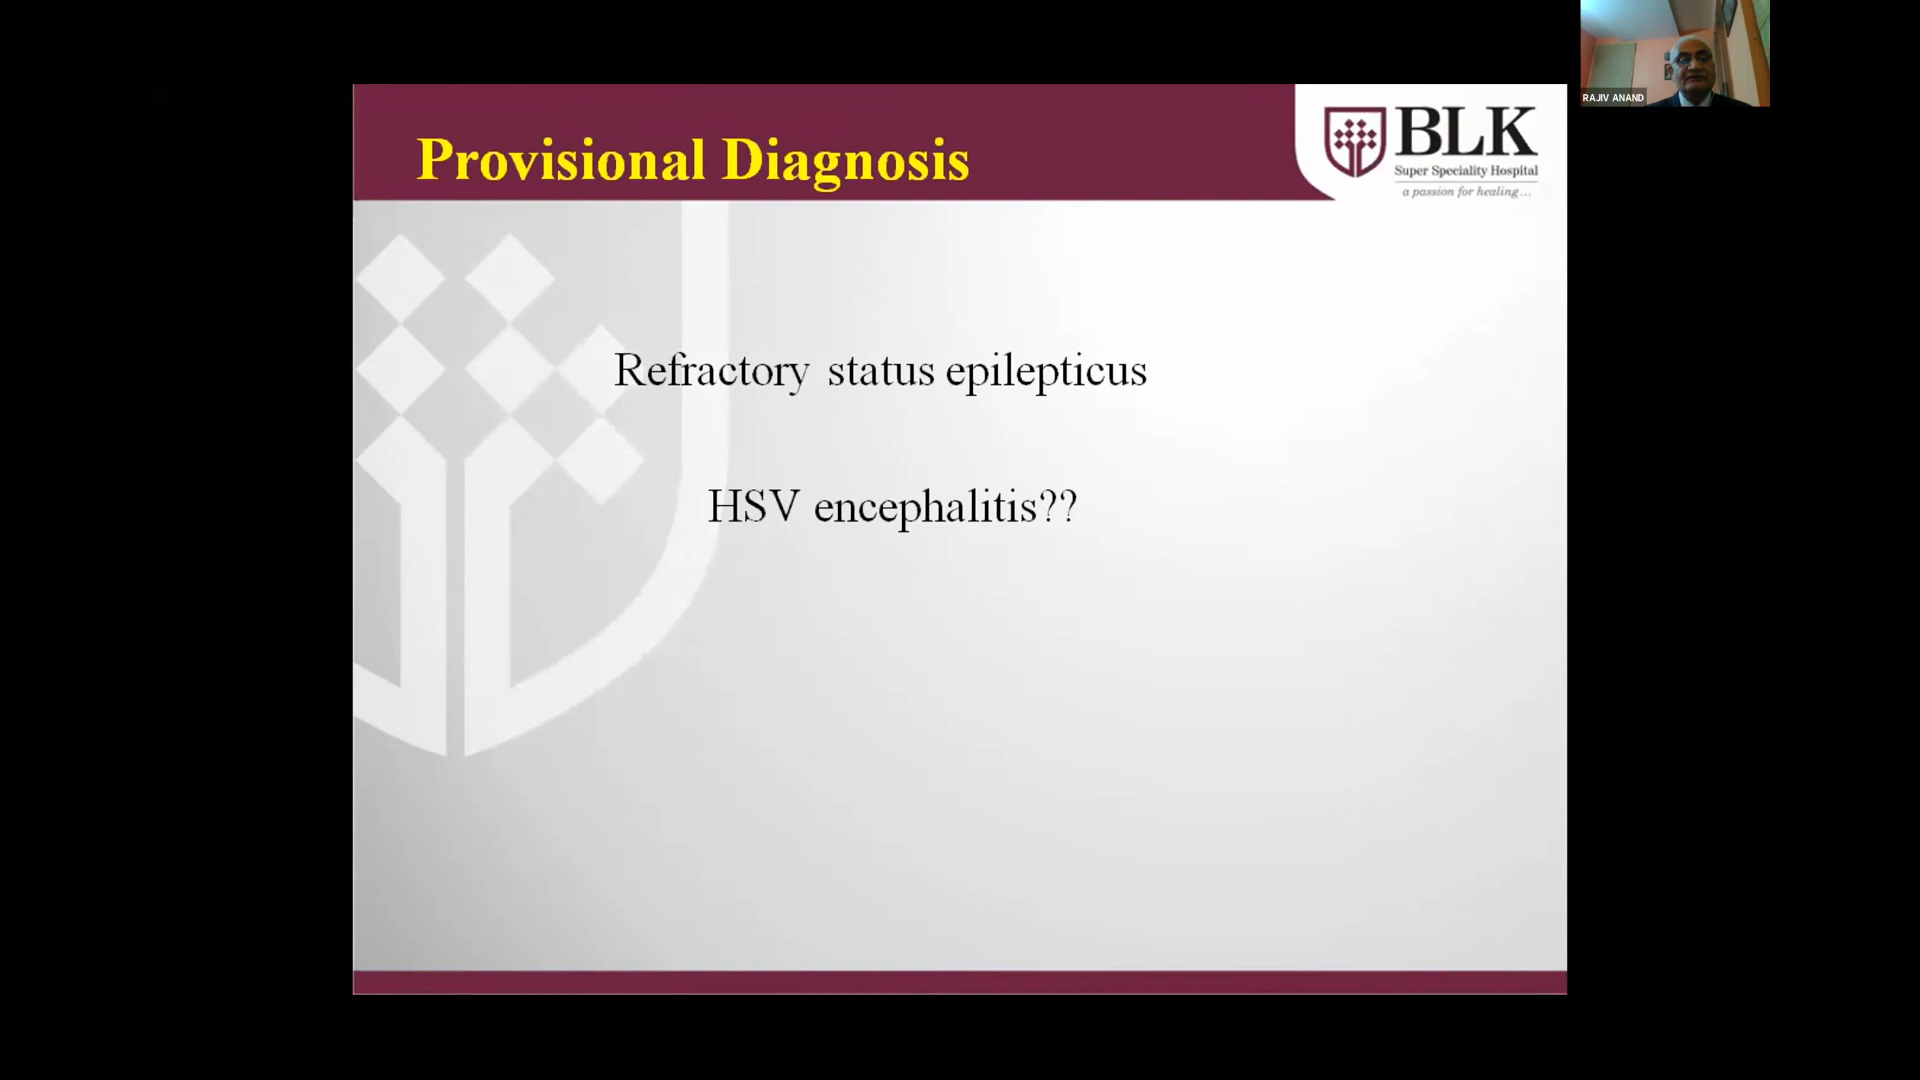 Provisional Diagnosis
BLK
Super Speciality Hospital
a passion for healing...
RAJIV ANAND
Refractory status epilepticus
HSV encephalitis??